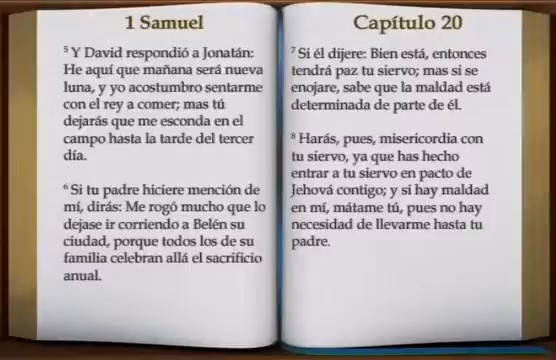 1 Samuel
⁵ Y David respondió a Jonatán:
He aquí que mañana será nueva
luna, y yo acostumbro sentarme
con el rey a comer; mas tú
dejarás que me esconda en el
campo hasta la tarde del tercer
día.
⁶ Si tu padre hiciere mención de
mí, dirás: Me rogó mucho que lo
dejase ir corriendo a Belén su
ciudad, porque todos los de su
familia celebran allá el sacrificio
anual.
Capítulo 20
⁷ Si él dijere: Bien está, entonces
tendrá paz tu siervo; mas si se
enojare, sabe que la maldad está
determinada de parte de él.
⁸ Harás, pues, misericordia con
tu siervo, ya que has hecho
entrar a tu siervo en pacto de
Jehová contigo; y si hay maldad
en mí, mátame tú, pues no hay
necesidad de llevarme hasta tu
padre.